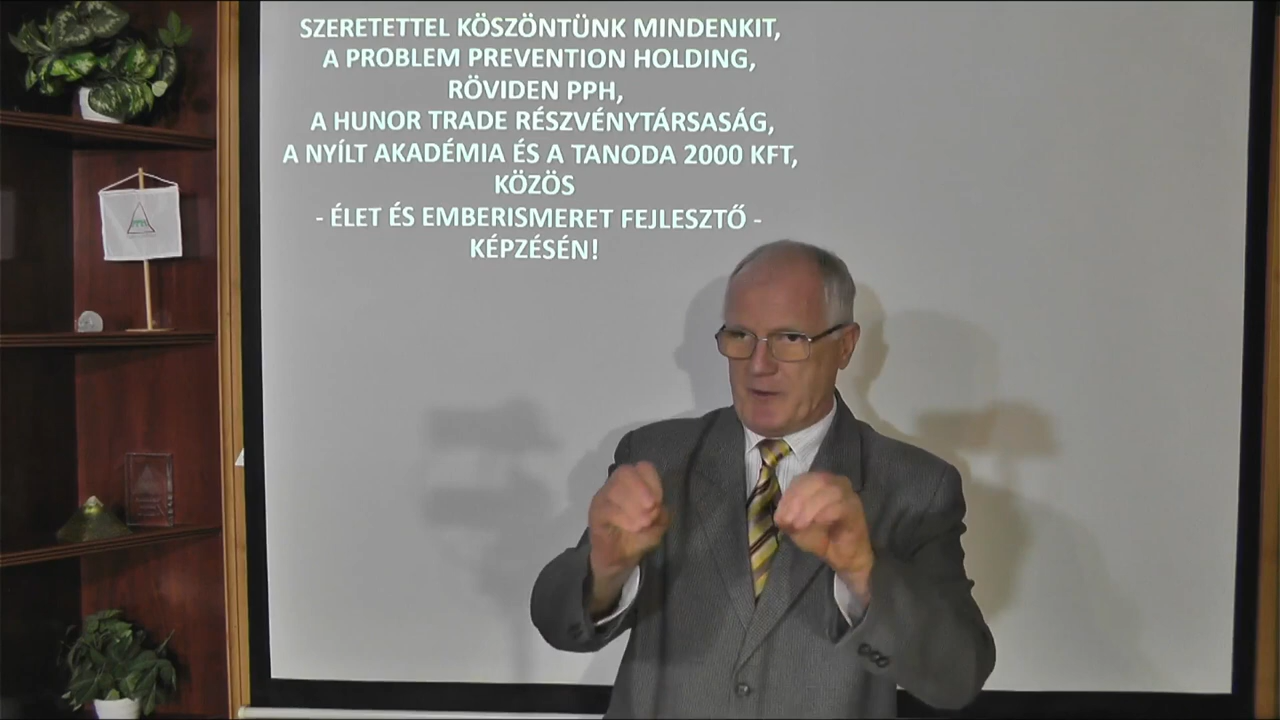 SZERETETTEL KÖSZÖNTÜNK MINDENKIT,
A PROBLEM PREVENTION HOLDING,
RÖVIDEN PPH,
A HUNOR TRADE RÉSZVÉNYTÁRSASÁG,
A NYÍLT AKADÉMIA ÉS A TANODA 2000 KFT,
KÖZÖS
- ÉLET ÉS EMBERISMERET FEJLESZTŐ -
KÉPZÉSÉN!